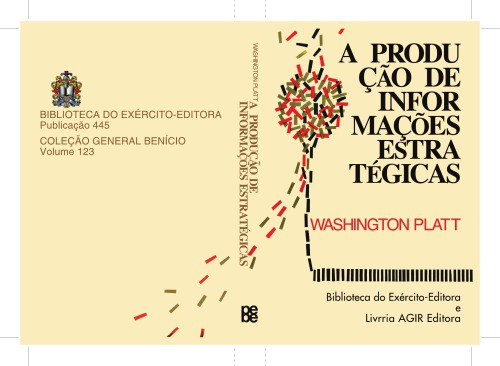 BIBLIOTECA DO EXÉRCITO-EDITORA
Publicação 445
COLEÇÃO GENERAL BENÍCIO
Volume 123
WASHINGTON PLATT
A PRODUÇÃO DE
INFORMAÇÕES ESTRATÉGICAS
A PRODU
ÇÃO DE
INFOR
MAÇÕES
ESTRA
TÉGICAS
WASHINGTON PLATT
Biblioteca do Exército-Editora
e
Livrria AGIR Editora